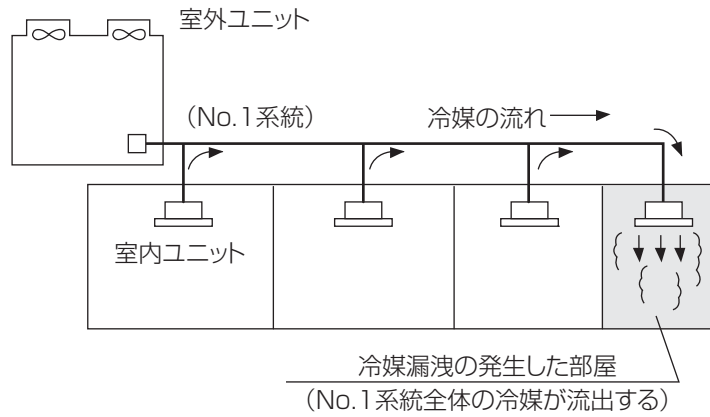 室外ユニット
(No.1系統)
冷媒の流れ
室内ユニット
冷媒漏洩の発生した部屋
(No.1系統全体の冷媒が流出する)